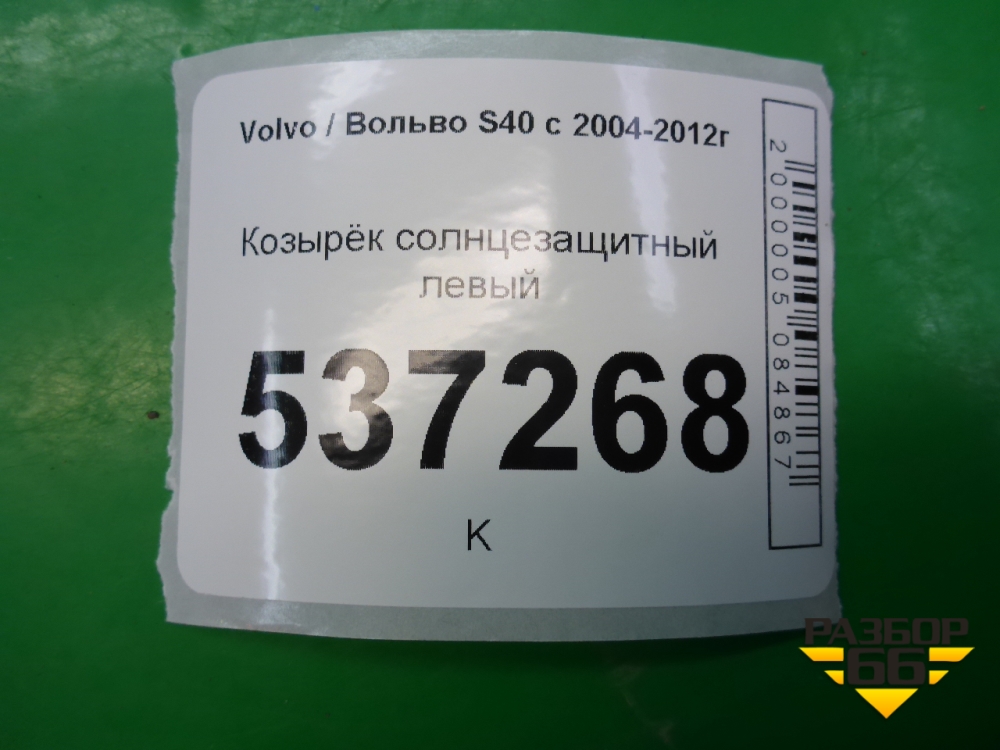 Volvo / Вольво S40 с 2004-2012г
Козырёк солнцезащитный
левый
537268
К
2000005084867
РАЗБОР
66